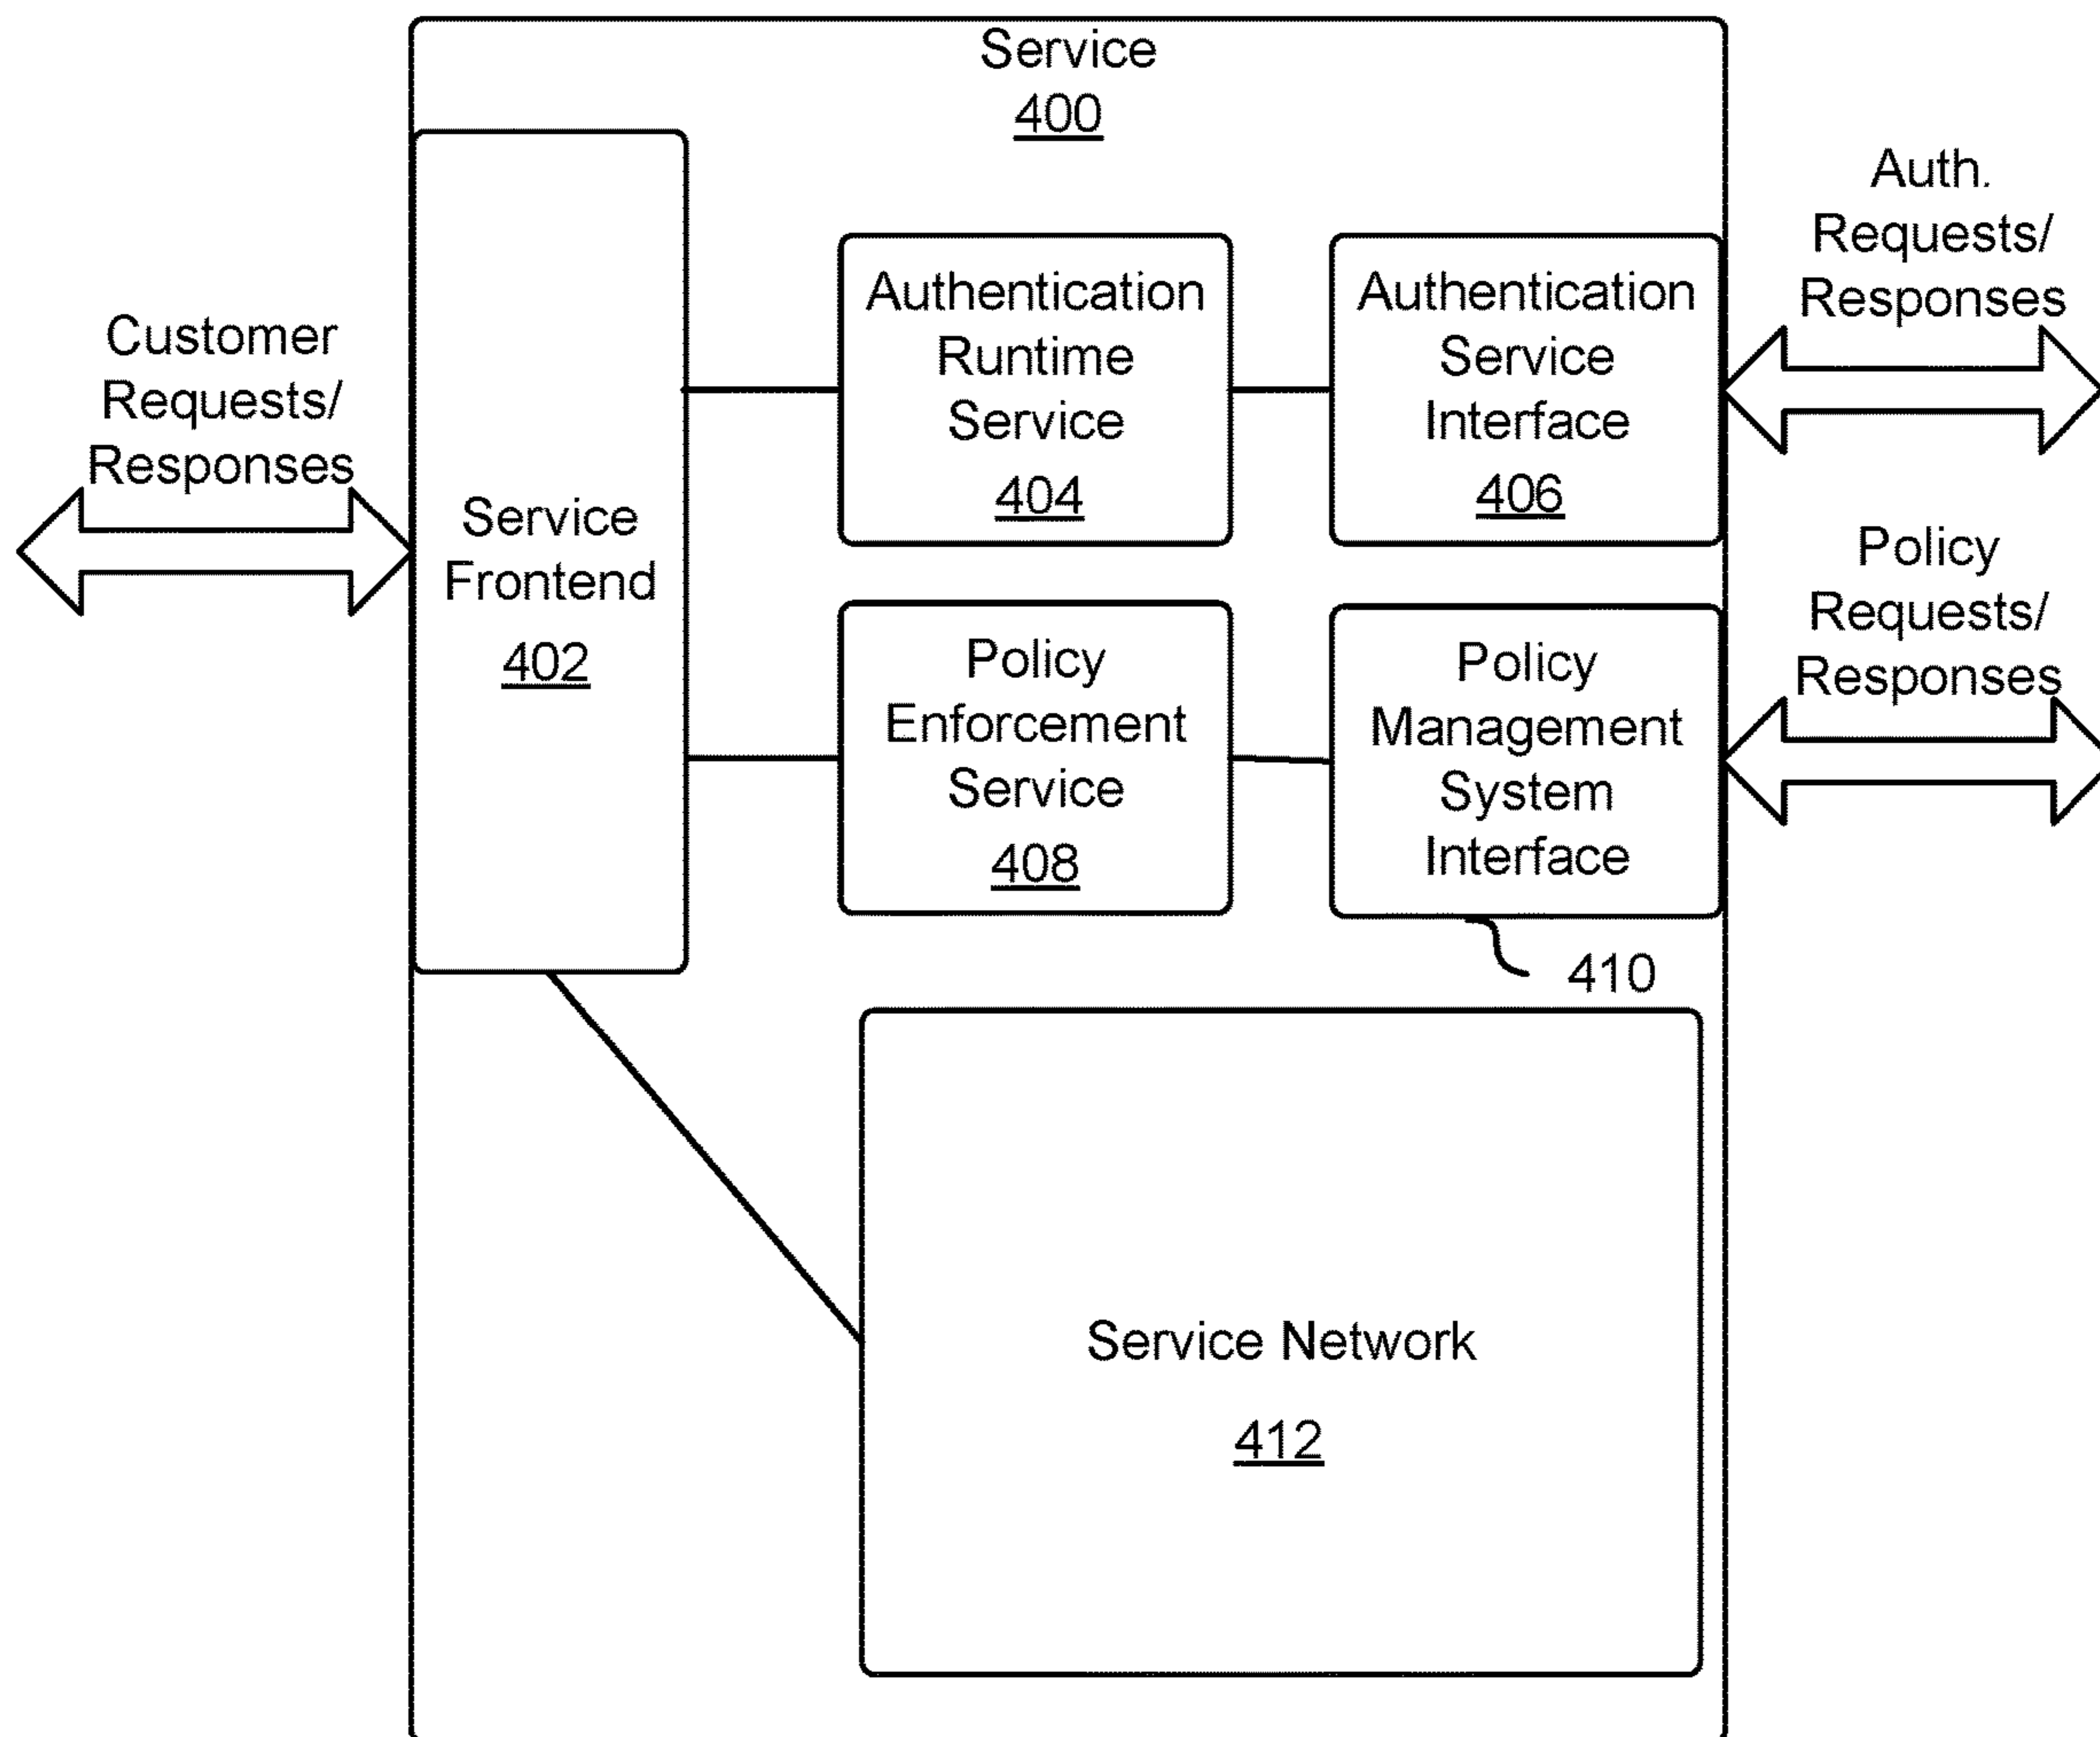 Service
400
Customer
Requests/
Responses
Service
Frontend
402
Authentication
Runtime
Service
404
Authentication
Service
Interface
406
Auth.
Requests/
Responses
Policy
Enforcement
Service
408
Policy
Management
System
Interface
410
Policy
Requests/
Responses
Service Network
412